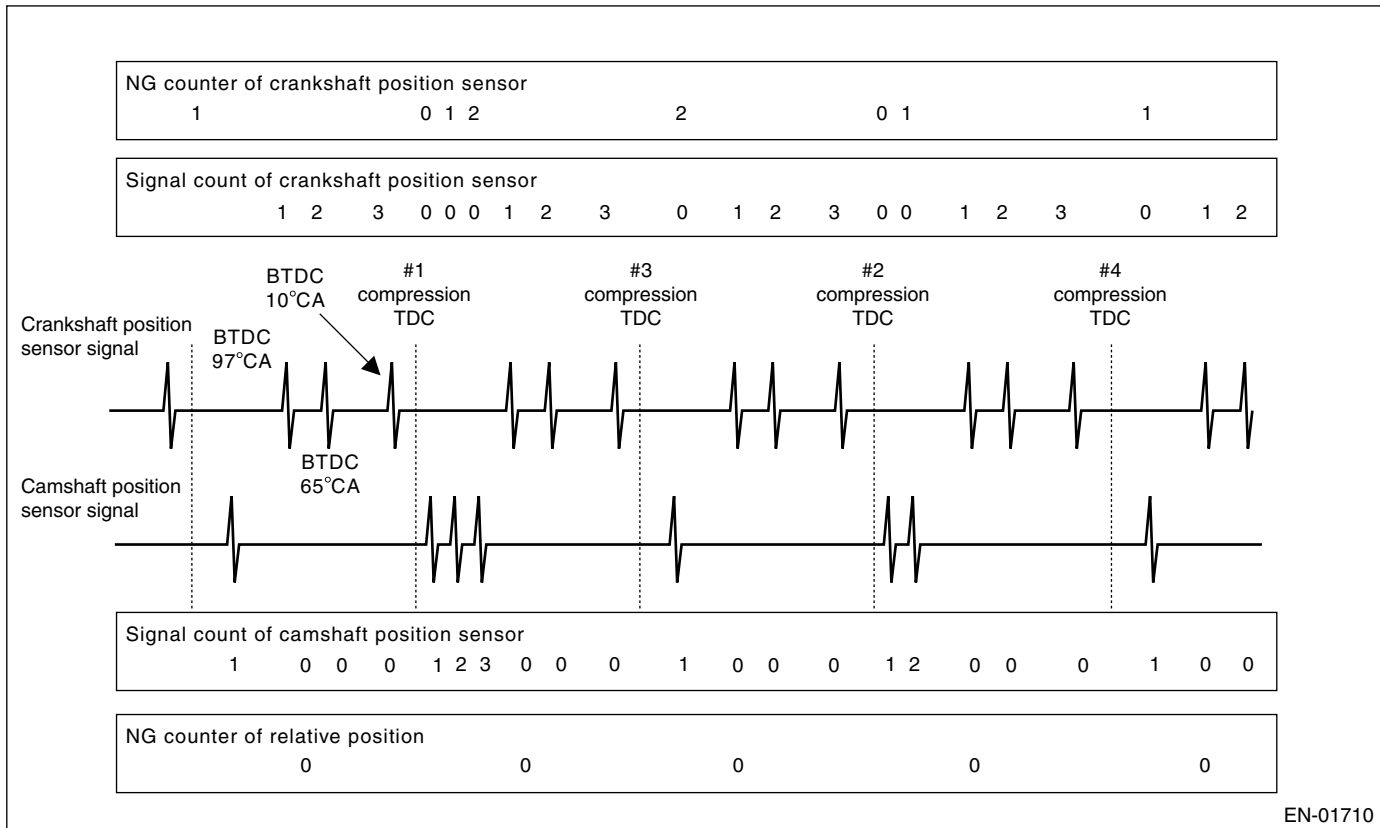 NG counter of crankshaft position sensor
1 0 1 2 2 0 1 1
Signal count of crankshaft position sensor
1 2 3 0 0 0 1 2 3 0 1 2 3 0 0 1 2 3 0 1 2
BTDC
10°CA
#1
compression
TDC
#3
compression
TDC
#2
compression
TDC
#4
compression
TDC
Crankshaft position
sensor signal
BTDC
97°CA
BTDC
65°CA
Camshaft position
sensor signal
Signal count of camshaft position sensor
1 0 0 0 1 2 3 0 0 0 1 0 0 0 1 2 0 0 0 1 0 0
NG counter of relative position
0 0 0 0 0
EN-01710